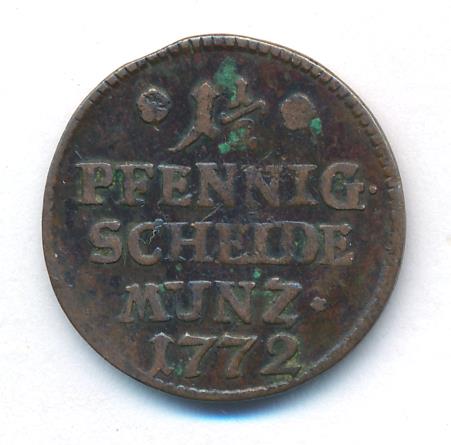 1½
PFENNIG·
SCHEIDE
MUNZ·
1772